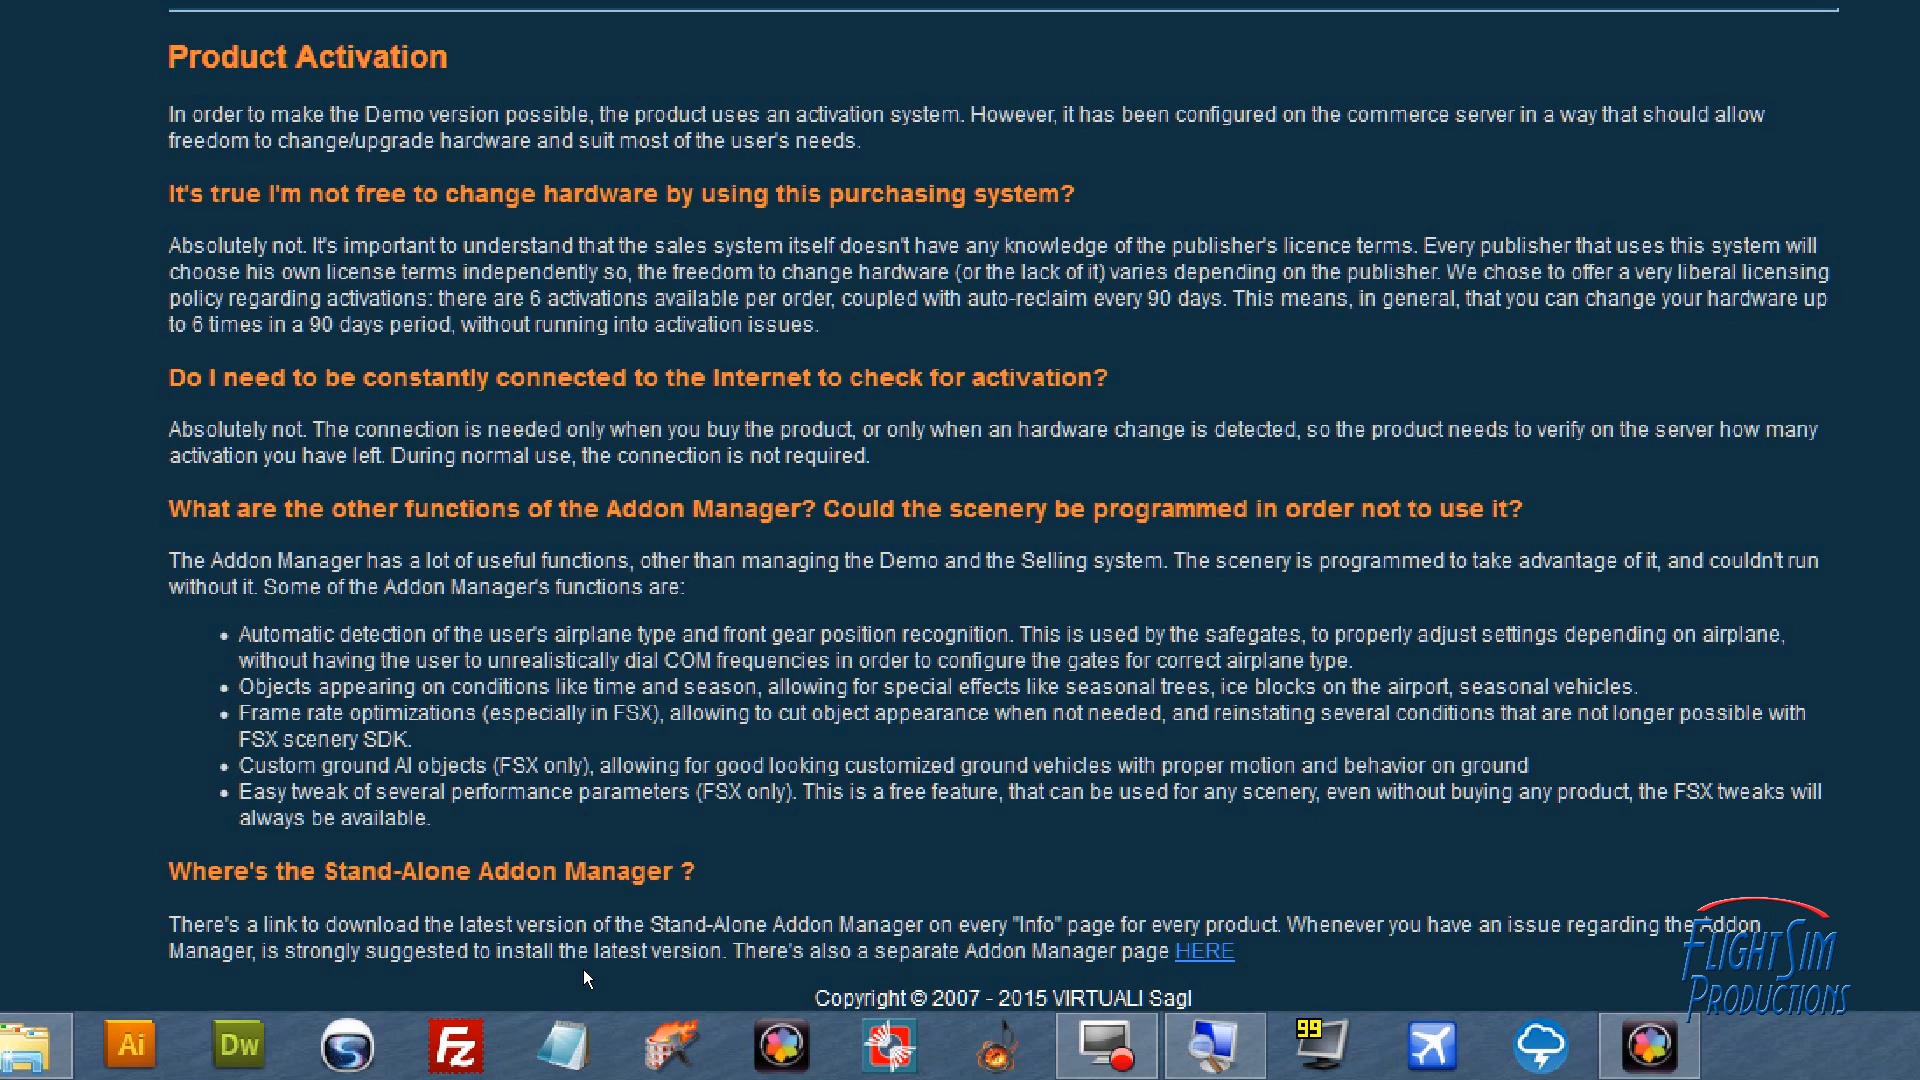 Product Activation
In order to make the Demo version possible, the product uses an activation system. However, it has been configured on the commerce server in a way that should allow
freedom to change/upgrade hardware and suit most of the user's needs.
It's true I'm not free to change hardware by using this purchasing system?
Absolutely not. It's important to understand that the sales system itself doesn't have any knowledge of the publisher's licence terms. Every publisher that uses this system will
choose his own license terms independently so, the freedom to change hardware (or the lack of it) varies depending on the publisher. We chose to offer a very liberal licensing
policy regarding activations: there are 6 activations available per order, coupled with auto-reclaim every 90 days. This means, in general, that you can change your hardware up
to 6 times in a 90 days period, without running into activation issues.
Do I need to be constantly connected to the Internet to check for activation?
Absolutely not. The connection is needed only when you buy the product, or only when an hardware change is detected, so the product needs to verify on the server how many
activation you have left. During normal use, the connection is not required.
What are the other functions of the Addon Manager? Could the scenery be programmed in order not to use it?
The Addon Manager has a lot of useful functions, other than managing the Demo and the Selling system. The scenery is programmed to take advantage of it, and couldn't run
without it. Some of the Addon Manager's functions are:
• Automatic detection of the user's airplane type and front gear position recognition. This is used by the safegates, to properly adjust settings depending on airplane,
without having the user to unrealistically dial COM frequencies in order to configure the gates for correct airplane type.
• Objects appearing on conditions like time and season, allowing for special effects like seasonal trees, ice blocks on the airport, seasonal vehicles.
• Frame rate optimizations (especially in FSX), allowing to cut object appearance when not needed, and reinstating several conditions that are not longer possible with
FSX scenery SDK.
• Custom ground AI objects (FSX only), allowing for good looking customized ground vehicles with proper motion and behavior on ground
• Easy tweak of several performance parameters (FSX only). This is a free feature, that can be used for any scenery, even without buying any product, the FSX tweaks will
always be available.
Where's the Stand-Alone Addon Manager ?
There's a link to download the latest version of the Stand-Alone Addon Manager on every "Info" page for every product. Whenever you have an issue regarding the Addon
Manager, is strongly suggested to install the latest version. There's also a separate Addon Manager page HERE
FLIGHTSIM
PRODUCTIONS
Copyright © 2007 - 2015 VIRTUALI Sagl
Ai
Dw
S
Fz
99